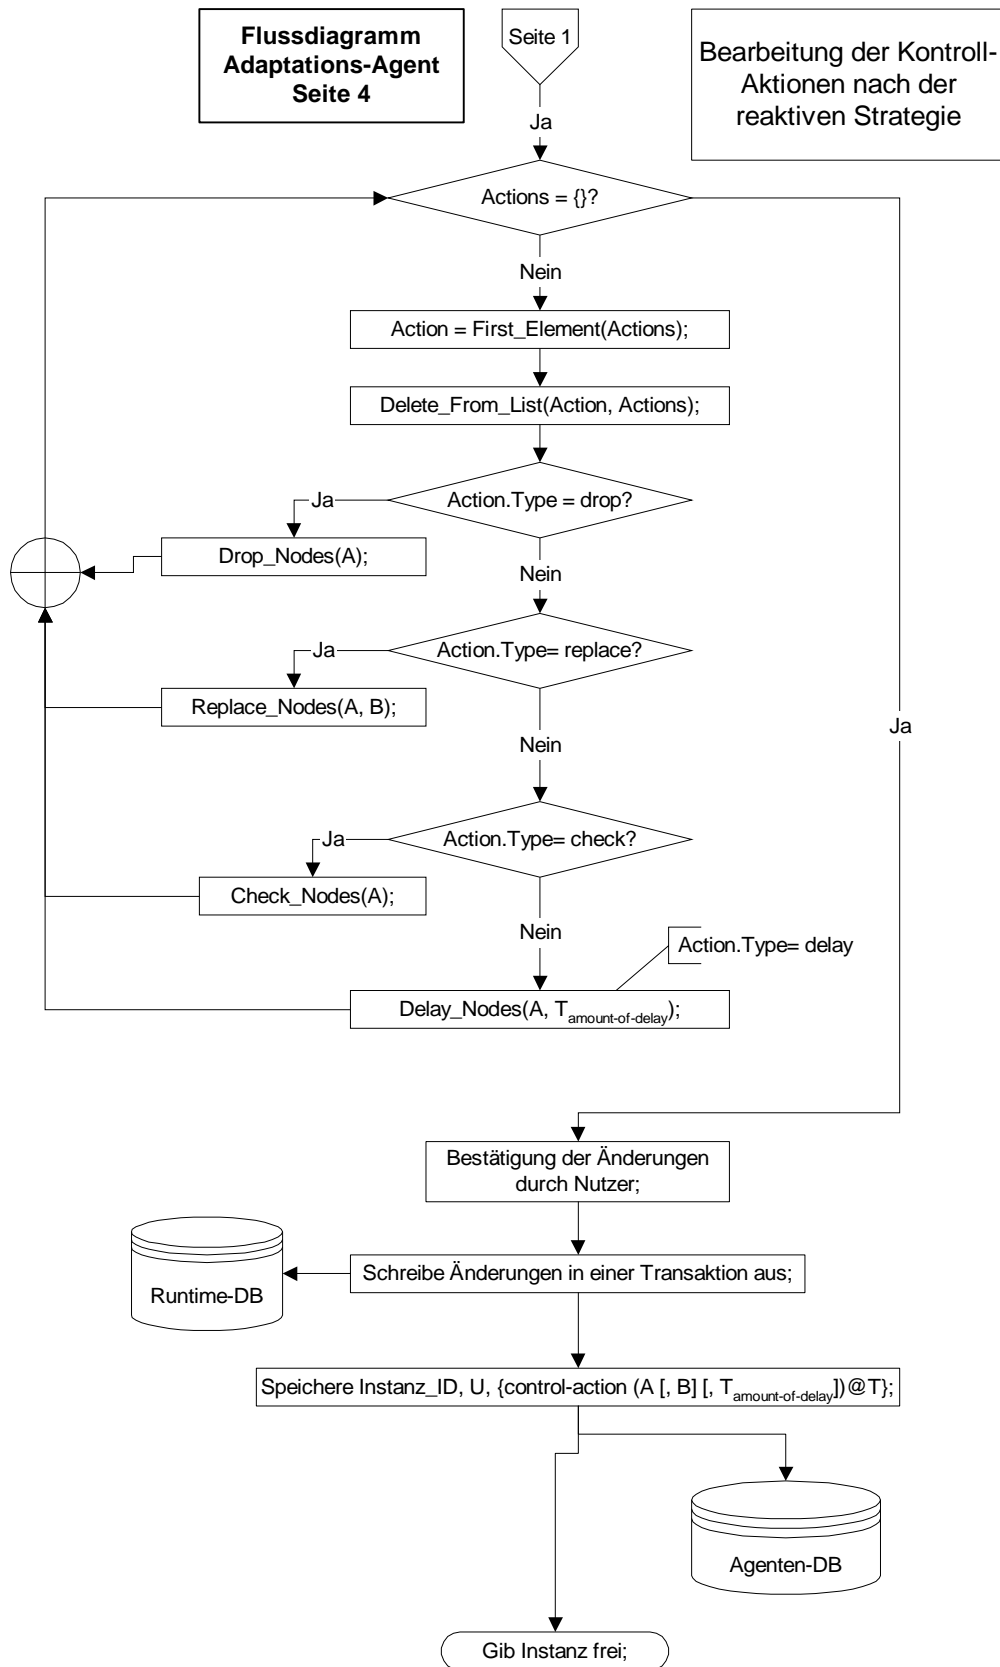 Flussdiagramm
Adaptations-Agent
Seite 4
Seite 1
Bearbeitung der Kontroll-
Aktionen nach der
reaktiven Strategie
Ja
Actions = {}?
Nein
Action = First_Element(Actions);
Delete_From_List(Action, Actions);
Action.Type = drop?
Ja
Drop_Nodes(A);
Nein
Action.Type= replace?
Ja
Replace_Nodes(A, B);
Ja
Nein
Action.Type= check?
Ja
Check_Nodes(A);
Nein
Action.Type= delay
Delay_Nodes(A, Tamount-of-delay);
Bestätigung der Änderungen
durch Nutzer;
Schreibe Änderungen in einer Transaktion aus;
Runtime-DB
Speichere Instanz_ID, U, {control-action (A [, B] [, Tamount-of-delay])@T};
Agenten-DB
Gib Instanz frei;